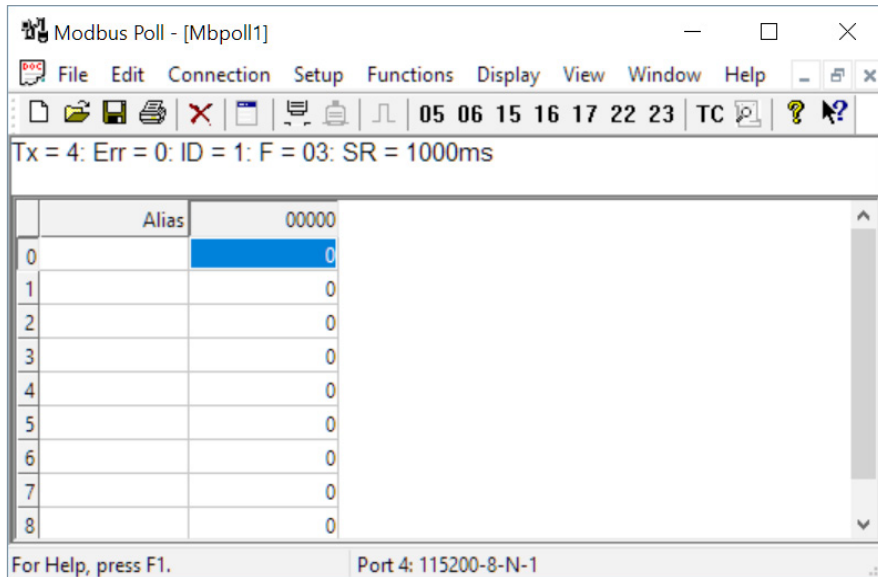 Modbus Poll - [Mbpoll1]
File Edit Connection Setup Functions Display View Window Help
05 06 15 16 17 22 23 TC
Tx = 4: Err = 0: ID = 1: F = 03: SR = 1000ms
Alias 00000
0 0
1 0
2 0
3 0
4 0
5 0
6 0
7 0
8 0
For Help, press F1. Port 4: 115200-8-N-1